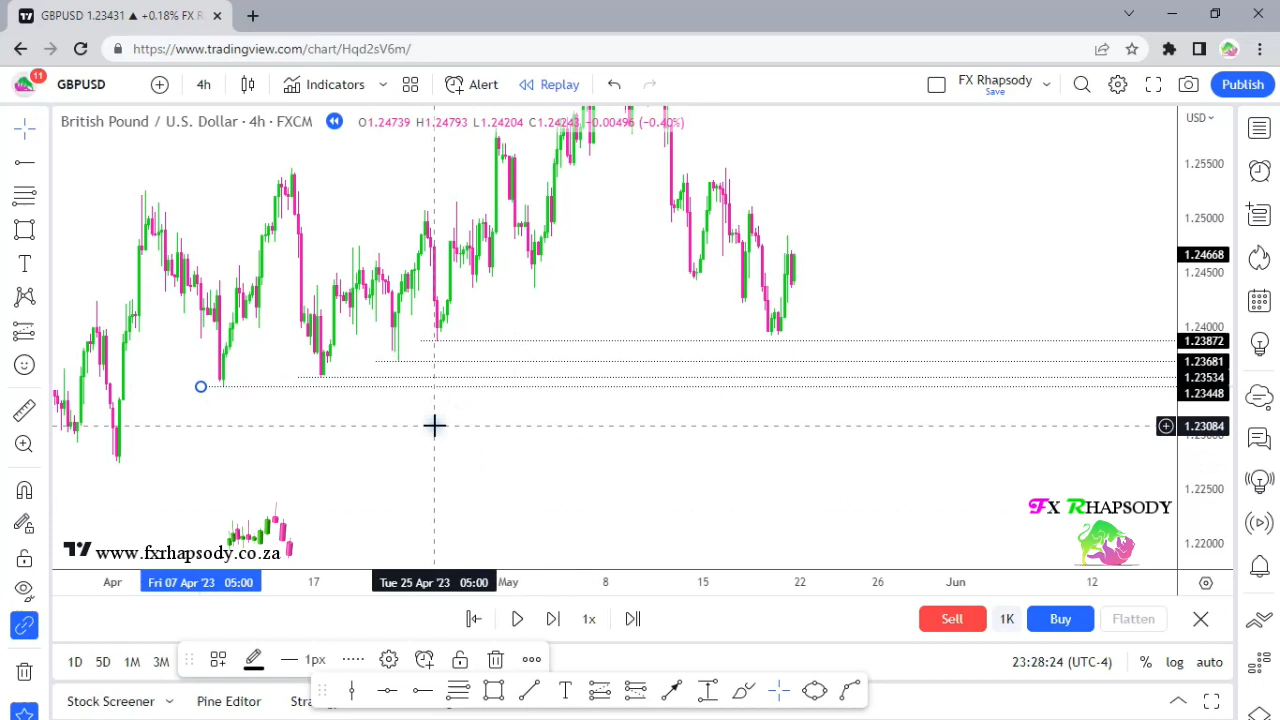 GBPUSD 1.23431 ▲ +0.18% FX R
https://www.tradingview.com/chart/Hqd2sV6m/
11
GBPUSD
4h
Indicators
Alert
Replay
FX Rhapsody
Save
Publish
British Pound / U.S. Dollar · 4h · FXCM
O1.24739 H1.24793 L1.24204 C1.24243 -0.00496 (-0.40%)
USD
1.25500
1.25000
1.24668
1.24500
1.24000
1.23872
1.23681
1.23534
1.23448
1.23084
1.23000
1.22500
1.22000
FX RHAPSODY
www.fxrhapsody.co.za
Apr
Fri 07 Apr '23 05:00
17
Tue 25 Apr '23 05:00
May
8
15
22
26
Jun
12
1x
Sell
1K
Buy
Flatten
1D
5D
1M
3M
1px
23:28:24 (UTC-4)
%
log
auto
Stock Screener
Pine Editor
Stra